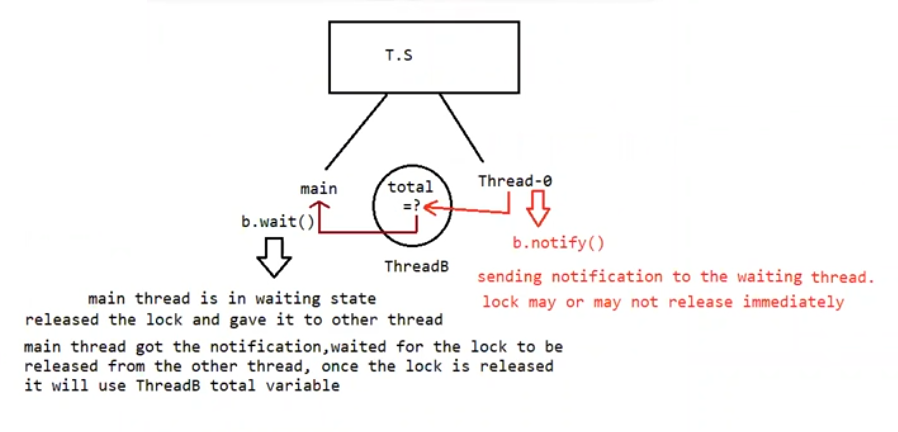 T.S
main
total
=?
Thread-0
b.wait()
b.notify()
ThreadB
sending notification to the waiting thread.
lock may or may not release immediately
main thread is in waiting state
released the lock and gave it to other thread
main thread got the notification,waited for the lock to be
released from the other thread, once the lock is released
it will use ThreadB total variable